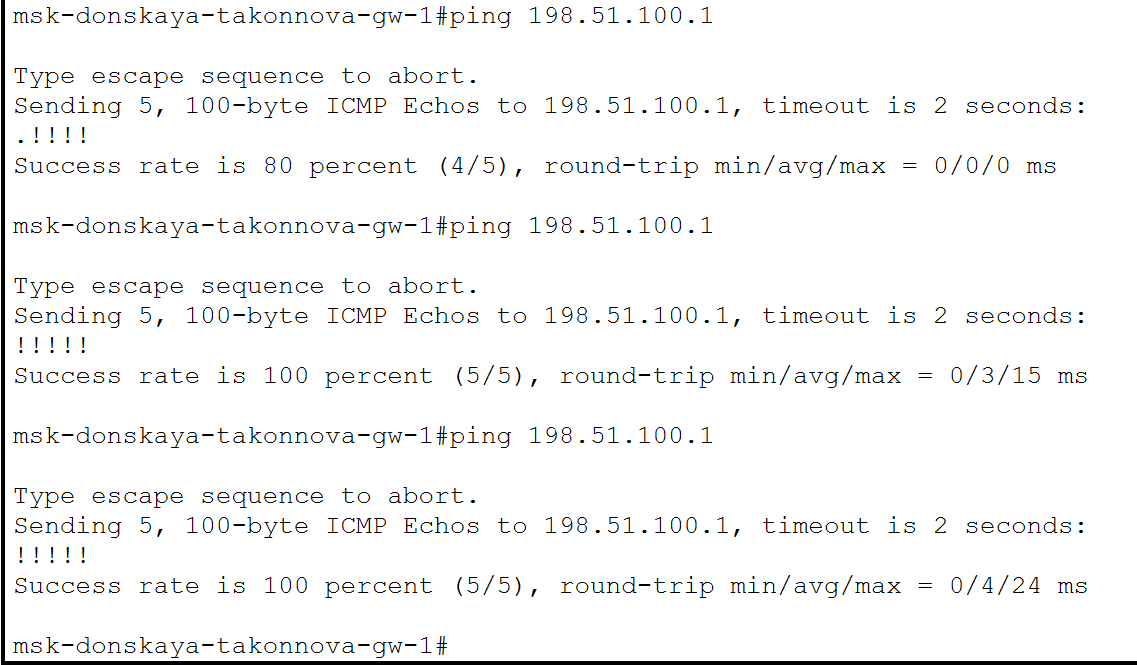 msk-donskaya-takonnova-gw-1#ping 198.51.100.1
Type escape sequence to abort.
Sending 5, 100-byte ICMP Echos to 198.51.100.1, timeout is 2 seconds:
.!!!!
Success rate is 80 percent (4/5), round-trip min/avg/max = 0/0/0 ms
msk-donskaya-takonnova-gw-1#ping 198.51.100.1
Type escape sequence to abort.
Sending 5, 100-byte ICMP Echos to 198.51.100.1, timeout is 2 seconds:
!!!!!
Success rate is 100 percent (5/5), round-trip min/avg/max = 0/3/15 ms
msk-donskaya-takonnova-gw-1#ping 198.51.100.1
Type escape sequence to abort.
Sending 5, 100-byte ICMP Echos to 198.51.100.1, timeout is 2 seconds:
!!!!!
Success rate is 100 percent (5/5), round-trip min/avg/max = 0/4/24 ms
msk-donskaya-takonnova-gw-1#